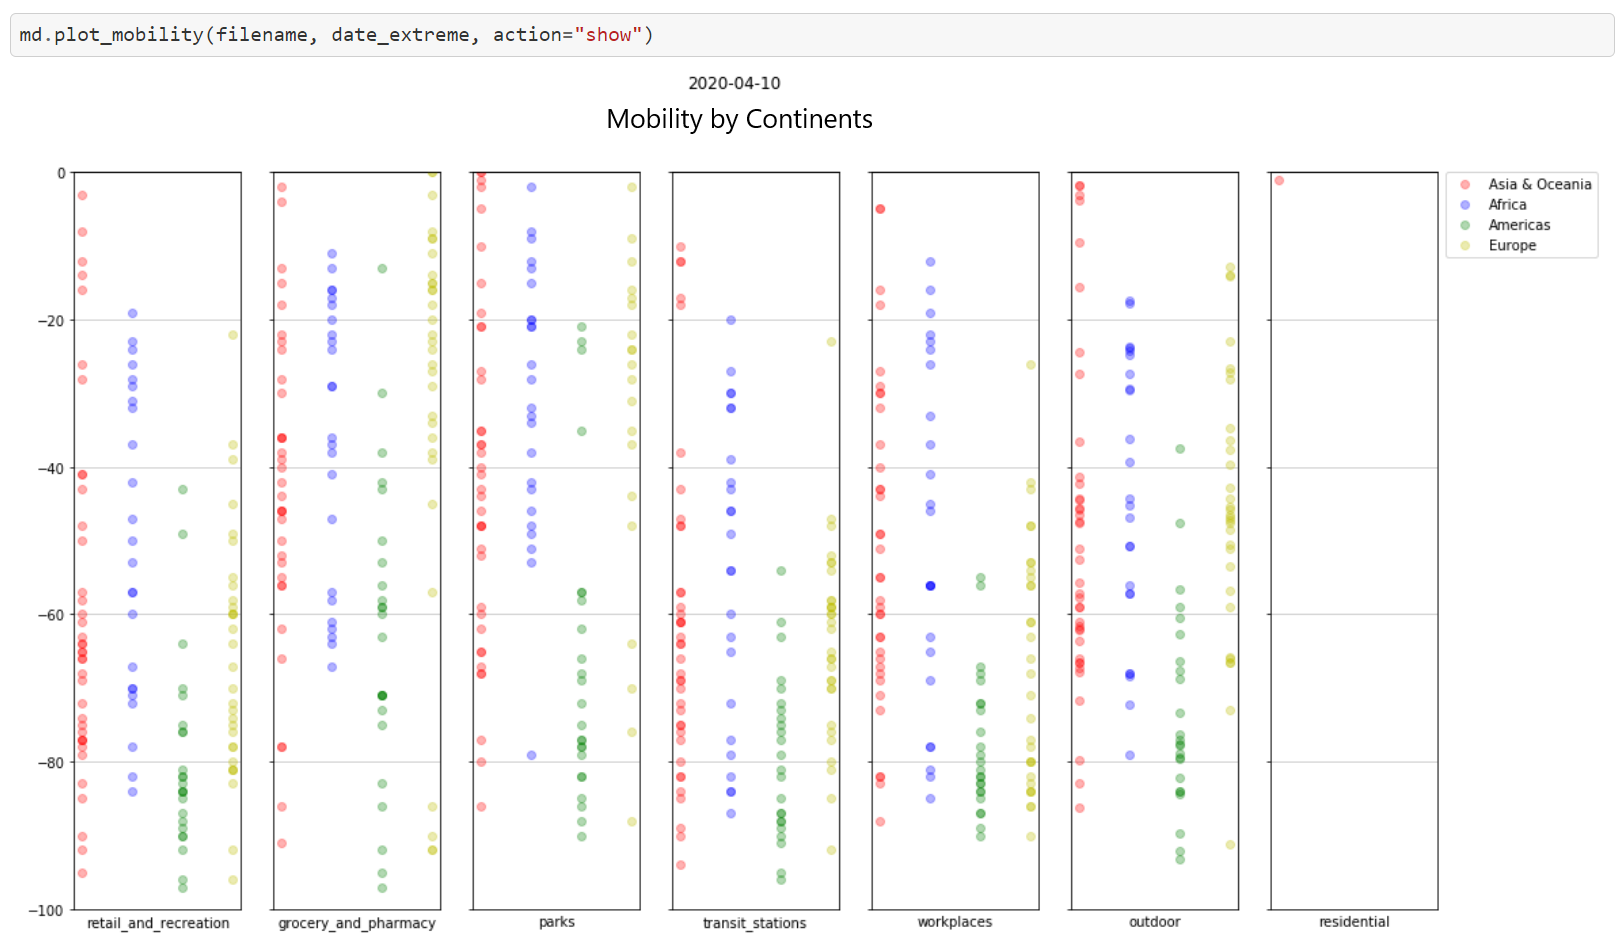 md.plot_mobility(filename, date_extreme, action="show")
2020-04-10
Mobility by Continents
0
−20
−40
−60
−80
−100
retail_and_recreation
grocery_and_pharmacy
parks
transit_stations
workplaces
outdoor
residential
Asia & Oceania
Africa
Americas
Europe